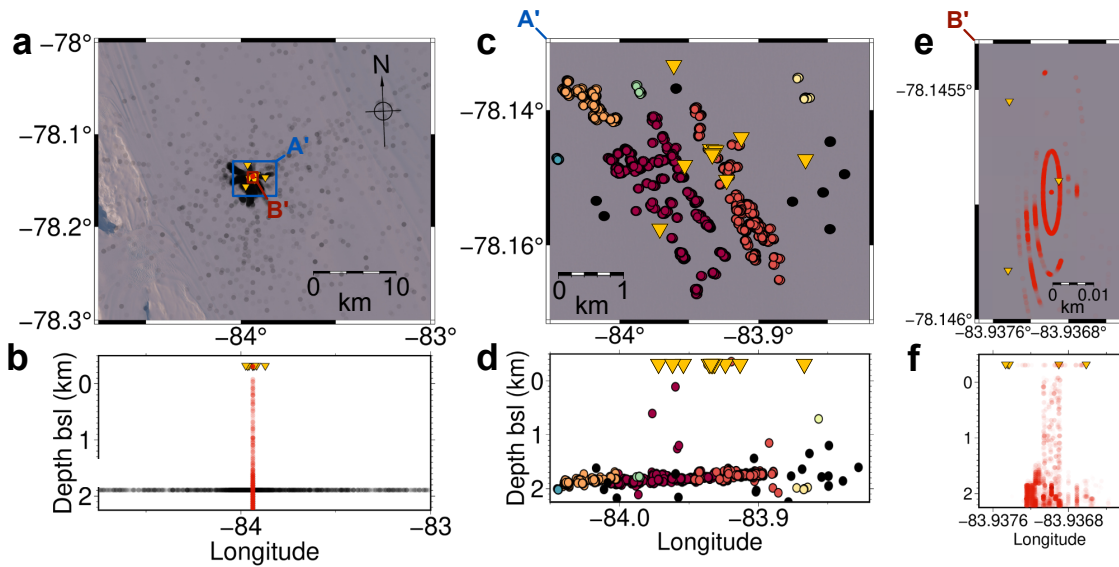 a
−78°
−78.1°
−78.2°
−78.3°
N
A'
B'
0 10
km
−84° −83°
b
Depth bsl (km)
0
1
2
−84 −83
Longitude
A'
c
−78.14°
−78.16°
0 1
km
−84° −83.9°
d
Depth bsl (km)
0
1
2
−84.0 −83.9
Longitude
B'
e
−78.1455
−78.146
0 0.01
km
−83.9376 −83.9368
f
0
1
2
−83.9376 −83.9368
Longitude